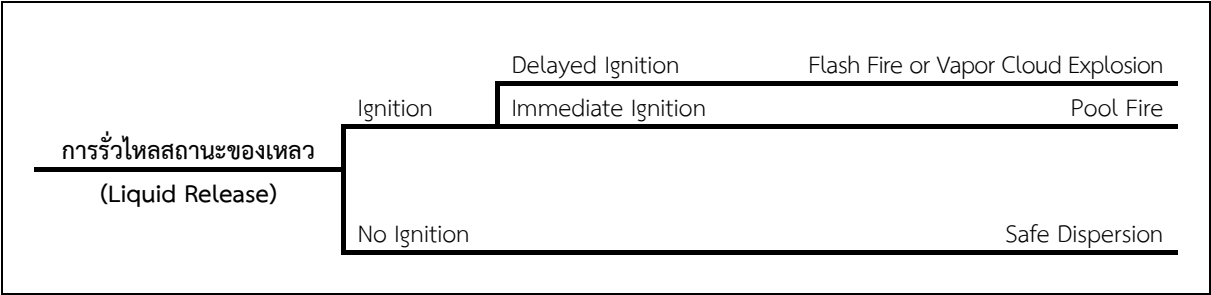 Delayed Ignition Flash Fire or Vapor Cloud Explosion
Ignition Immediate Ignition Pool Fire
การรั่วไหลสถานะของเหลว
(Liquid Release)
No Ignition Safe Dispersion